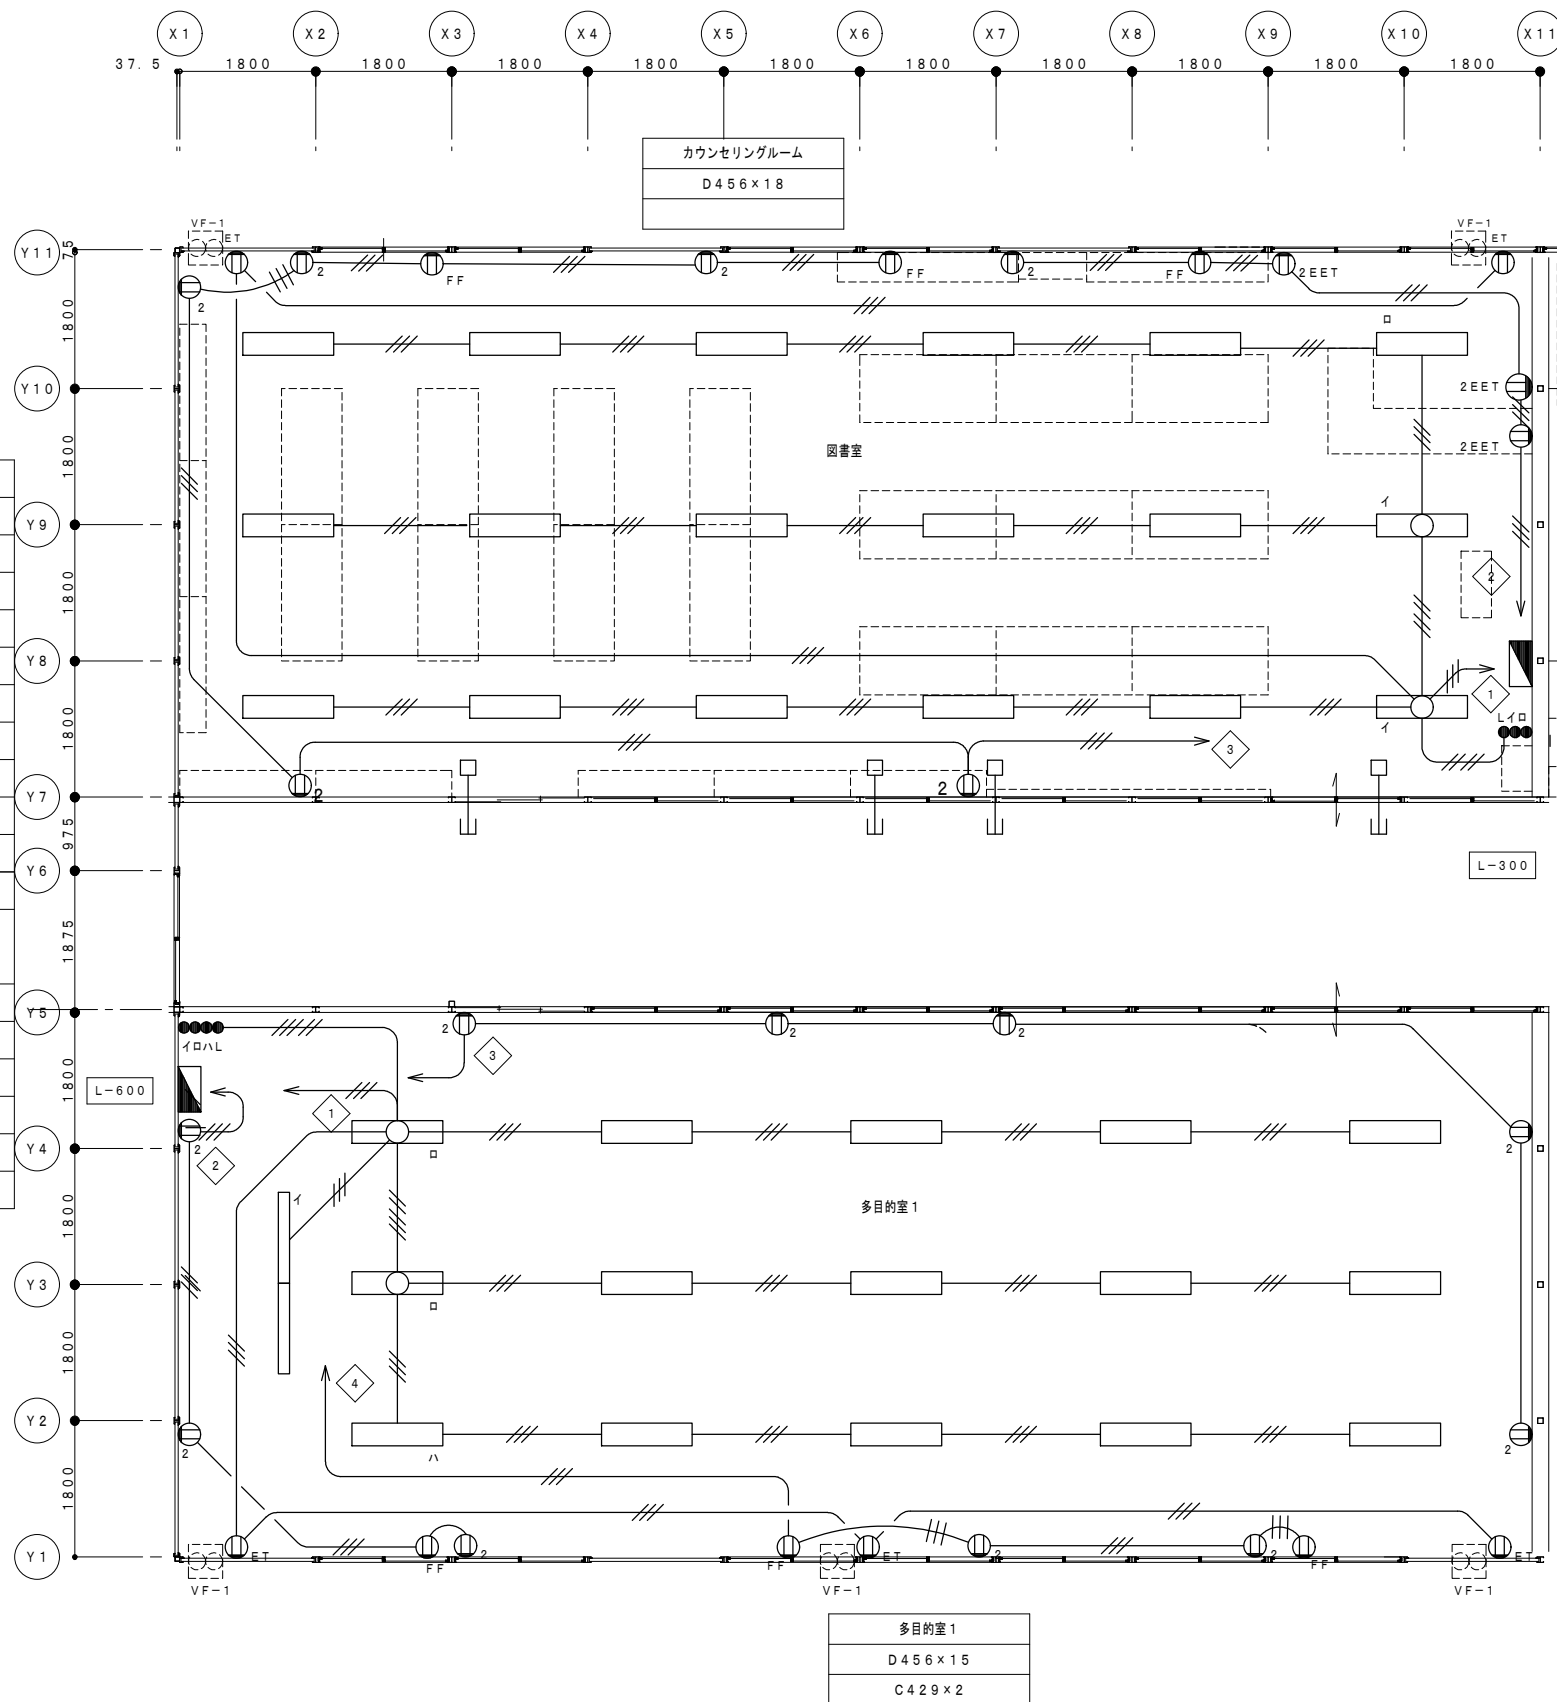 X1 X2 X3 X4 X5 X6 X7 X8 X9 X10 X11
37.5 1800 1800 1800 1800 1800 1800 1800 1800 1800 1800
カウンセリングルーム
D456×18
VF-1 VF-1
ET ET
Y11
75
2 FF 2 FF 2 FF 2EET
2
1800
ロ
Y10
2EET
1800
図書室
2EET
イ
Y9
1800
2
Y8
1
1800
Lイロ
イ
3
2 2
Y7
975
Y6
L-300
1875
Y5
イロハL
2 2 2
3
1800
L-600
1
ロ
2 2
Y4
2
1800
イ
多目的室1
Y3
ロ
1800
4
Y2
2 2
ハ
1800
Y1
ET FF 2 FF ET 2 2 FF ET
VF-1 VF-1 VF-1
多目的室1
D456×15
C429×2